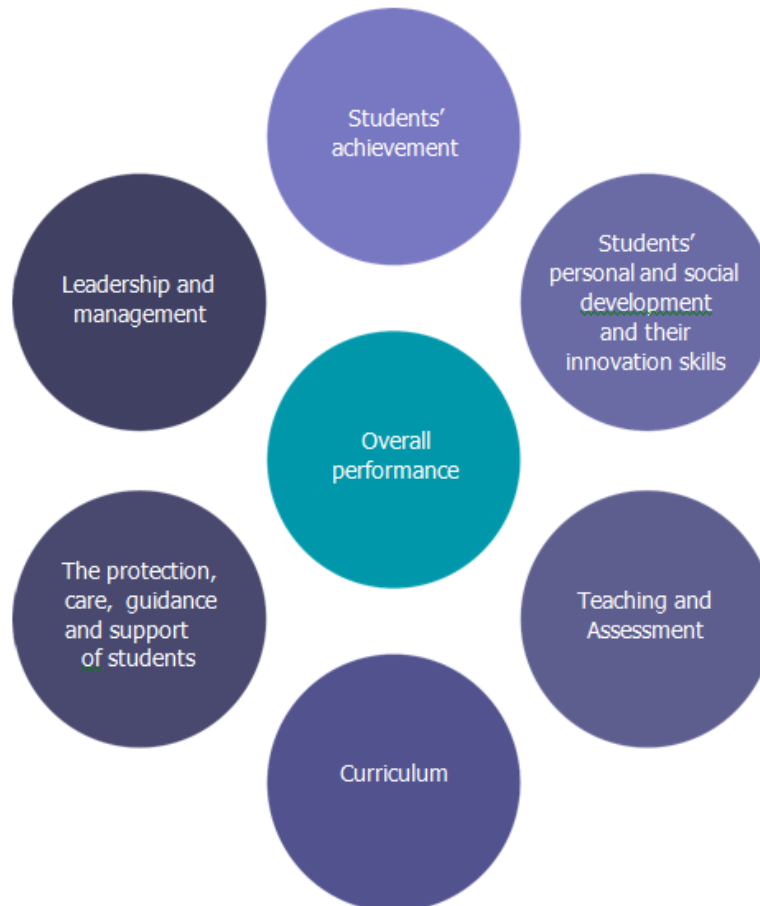 Students’
achievement
Students’
personal and social
development
and their
innovation skills
Leadership and
management
Overall
performance
The protection,
care, guidance
and support
of students
Teaching and
Assessment
Curriculum